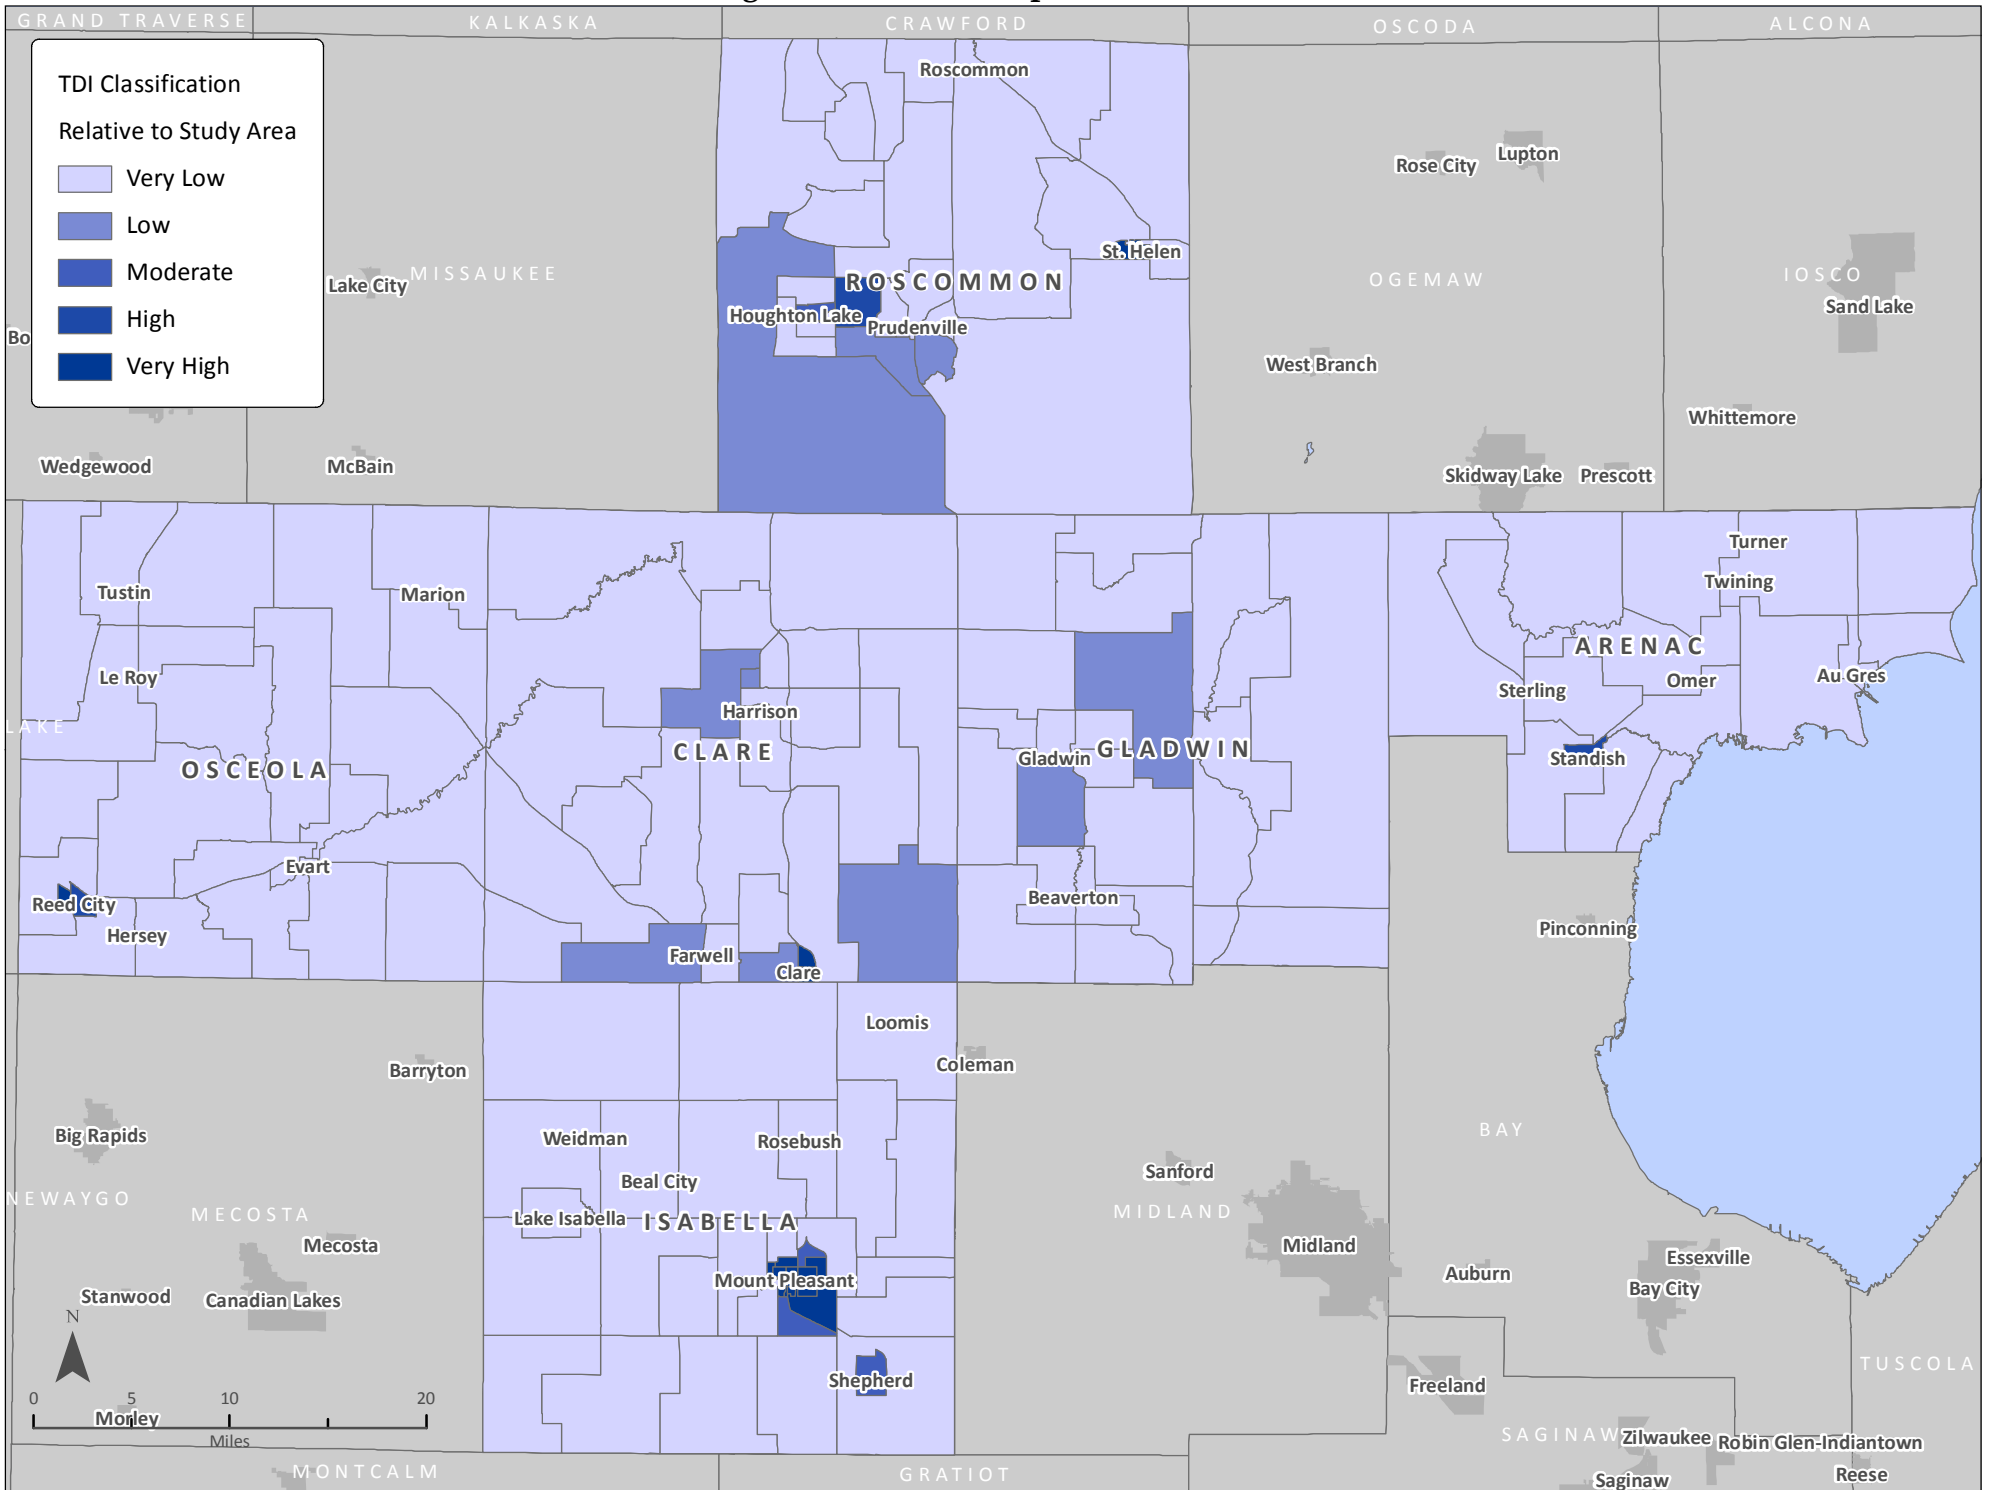 GRAND TRAVERSE
KALKASKA
CRAWFORD
OSCODA
ALCONA
TDI Classification
Relative to Study Area
Very Low
Low
Moderate
High
Very High
Roscommon
Rose City
Lupton
St. Helen
Lake City
MISSAUKEE
ROSCOMMON
OGEMAW
IOSCO
Sand Lake
Bo
Houghton Lake
Prudenville
West Branch
Whittemore
Wedgewood
McBain
Skidway Lake
Prescott
Turner
Twining
Tustin
Marion
ARENAC
Le Roy
Sterling
Omer
Au Gres
Harrison
LAKE
CLARE
GLADWIN
Gladwin
Standish
OSCEOLA
Evart
Reed City
Beaverton
Hersey
Pinconning
Farwell
Clare
Loomis
Barryton
Coleman
Big Rapids
Weidman
Rosebush
BAY
Beal City
Sanford
NEWAYGO
MECOSTA
Lake Isabella
ISABELLA
MIDLAND
Mecosta
Midland
Essexville
Mount Pleasant
Auburn
Bay City
Stanwood
Canadian Lakes
N
Shepherd
Freeland
TUSCOLA
0 5 10 20
Morley
Miles
SAGINAW
Zilwaukee
Robin Glen-Indiantown
MONTCALM
GRATIOT
Saginaw
Reese